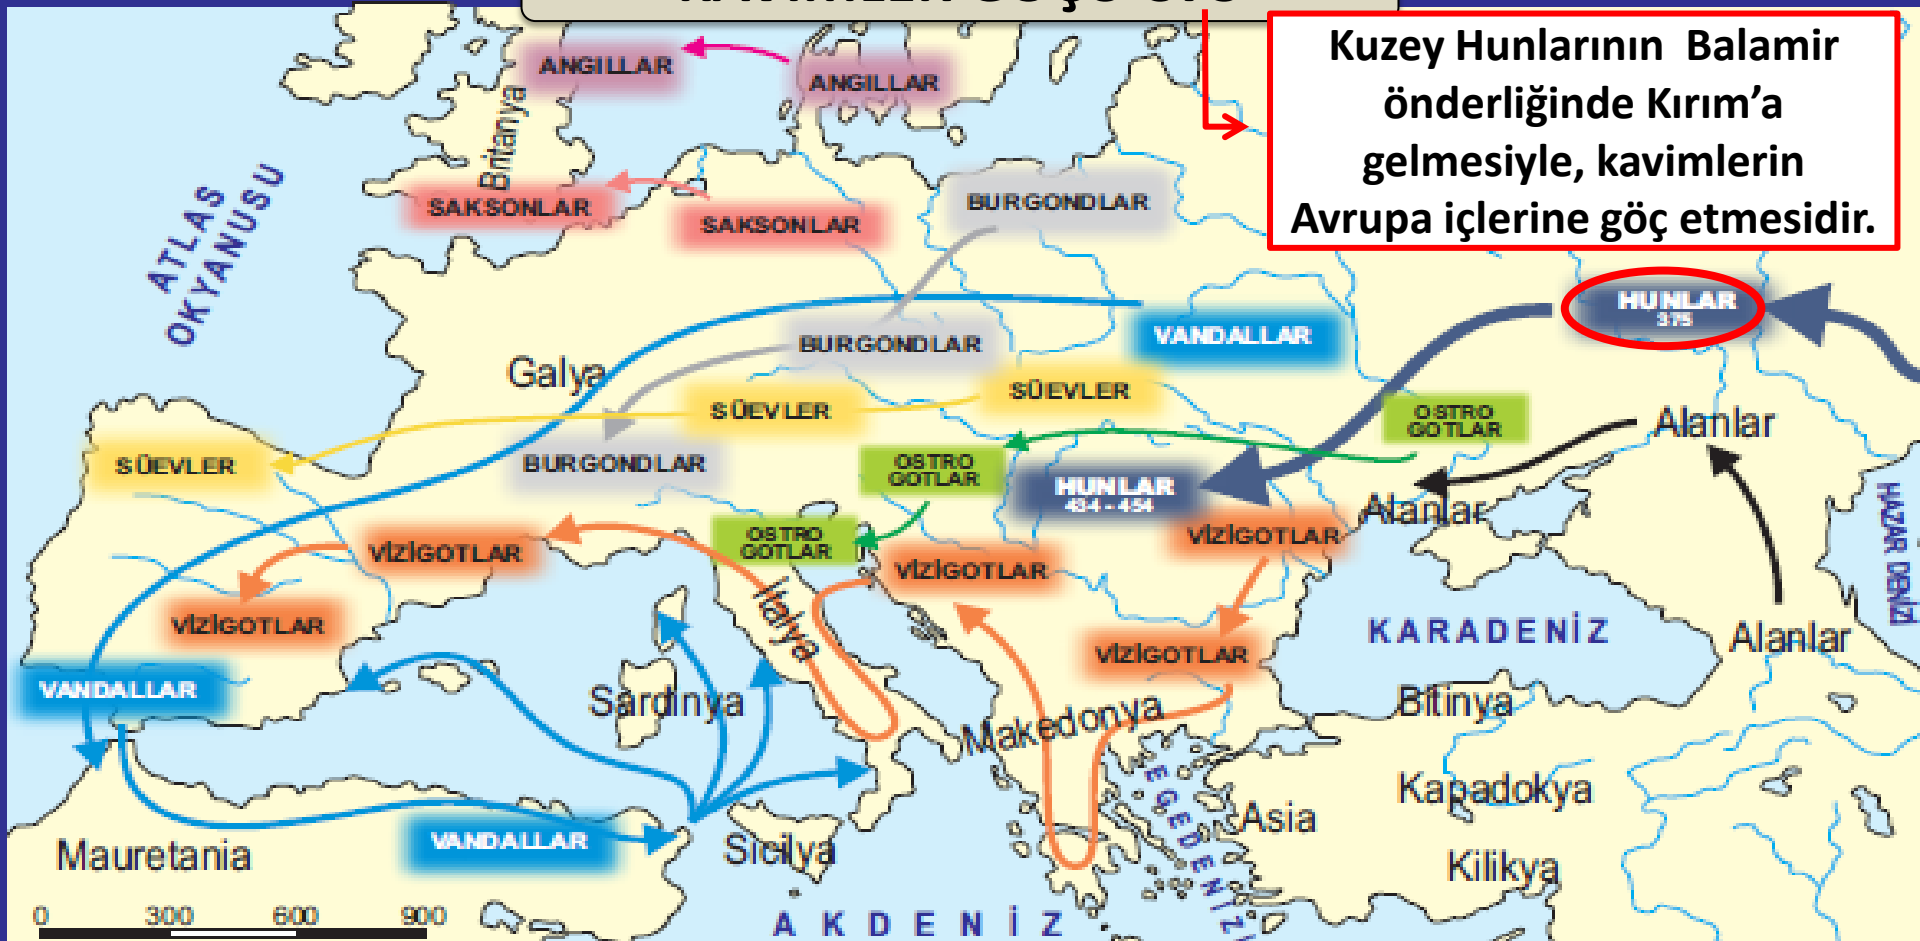 Kuzey Hunlarının Balamir
önderliğinde Kırım’a
gelmesiyle, kavimlerin
Avrupa içlerine göç etmesidir.
ANGILLAR
ANGILLAR
Britanya
ATLAS
OKYANUSU
SAKSONLAR
SAKSONLAR
BURGONDLAR
HUNLAR
375
VANDALLAR
BURGONDLAR
Galya
SÜEVLER
SÜEVLER
OSTRO
GOTLAR
Alanlar
SÜEVLER
BURGONDLAR
OSTRO
GOTLAR
HUNLAR
434 - 454
Alanlar
HAZAR DENİZİ
VİZİGOTLAR
OSTRO
GOTLAR
VİZİGOTLAR
VİZİGOTLAR
İtalya
VİZİGOTLAR
VİZİGOTLAR
KARADENİZ
Alanlar
VANDALLAR
Sardinya
Makedonya
Bitinya
EGEDENİZİ
Kapadokya
Asia
Mauretania
VANDALLAR
Sicilya
Kilikya
0 300 600 900
AKDENİZ